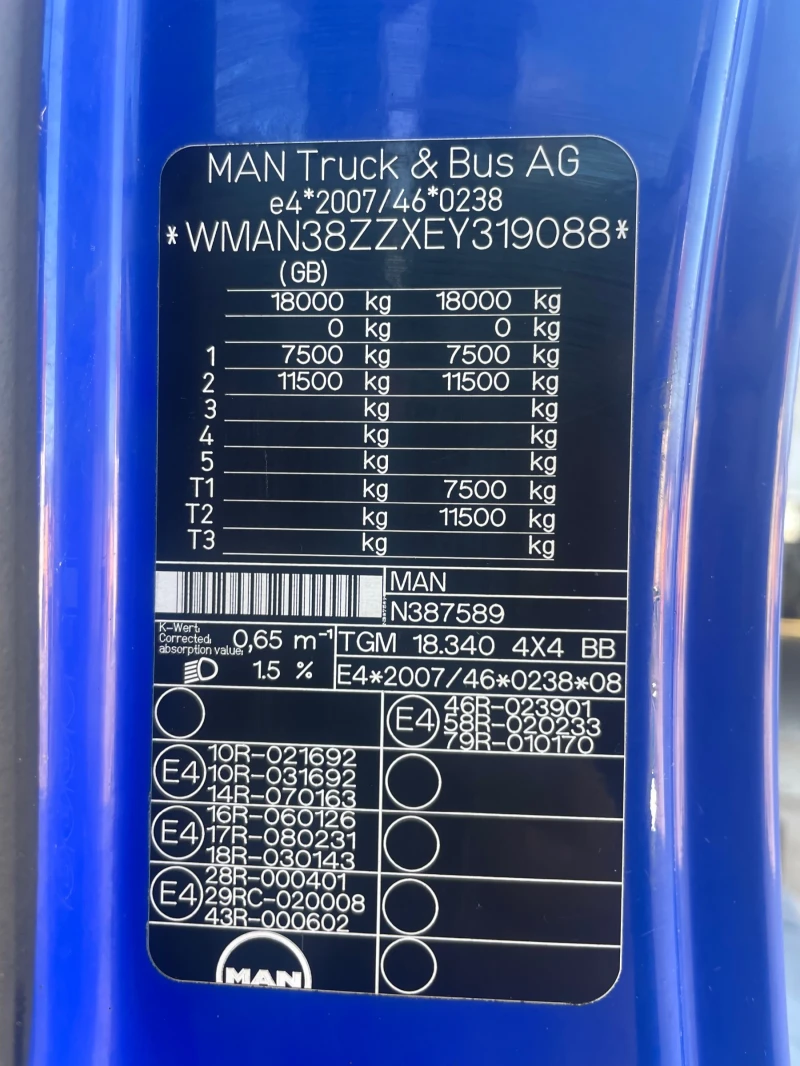 MAN Truck & Bus AG
e4*2007/46*0238
*WMAN38ZZXEY319088*
(GB)
18000 kg 18000 kg
0 kg 0 kg
1 7500 kg 7500 kg
2 11500 kg 11500 kg
3 kg kg
4 kg kg
5 kg kg
T1 kg 7500 kg
T2 kg 11500 kg
T3 kg kg
MAN
N387589
K-Wert,
Corrected,
absorption value,
0,65 m⁻¹
1.5 %
TGM 18.340 4X4 BB
E4*2007/46*0238*08
E4
46R-023901
58R-020233
79R-010170
E4
10R-021692
10R-031692
14R-070163
E4
16R-060126
17R-080231
18R-030143
E4
28R-000401
29RC-020008
43R-000602
MAN